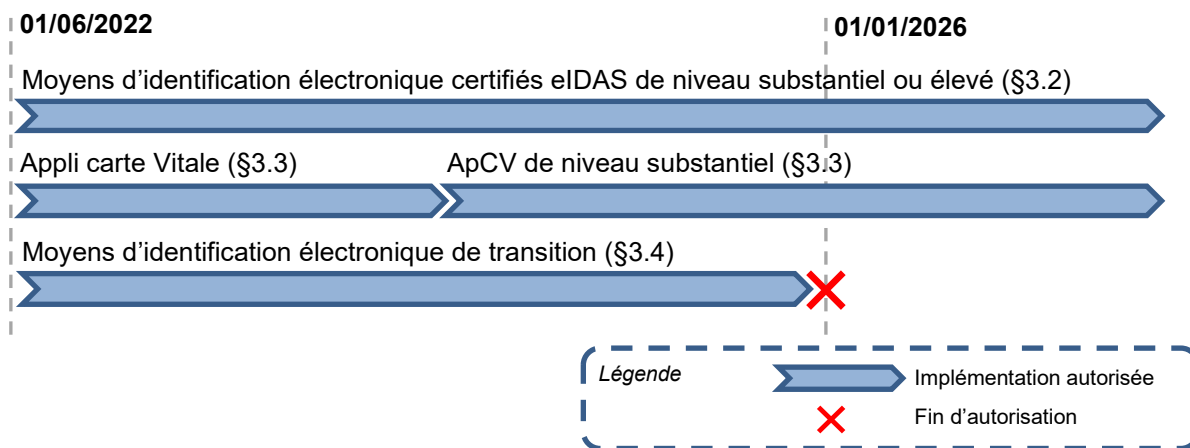 01/06/2022
01/01/2026
Moyens d’identification électronique certifiés eIDAS de niveau substantiel ou élevé (§3.2)
Appli carte Vitale (§3.3)
ApCV de niveau substantiel (§3.3)
Moyens d’identification électronique de transition (§3.4)
Légende
Implémentation autorisée
Fin d’autorisation